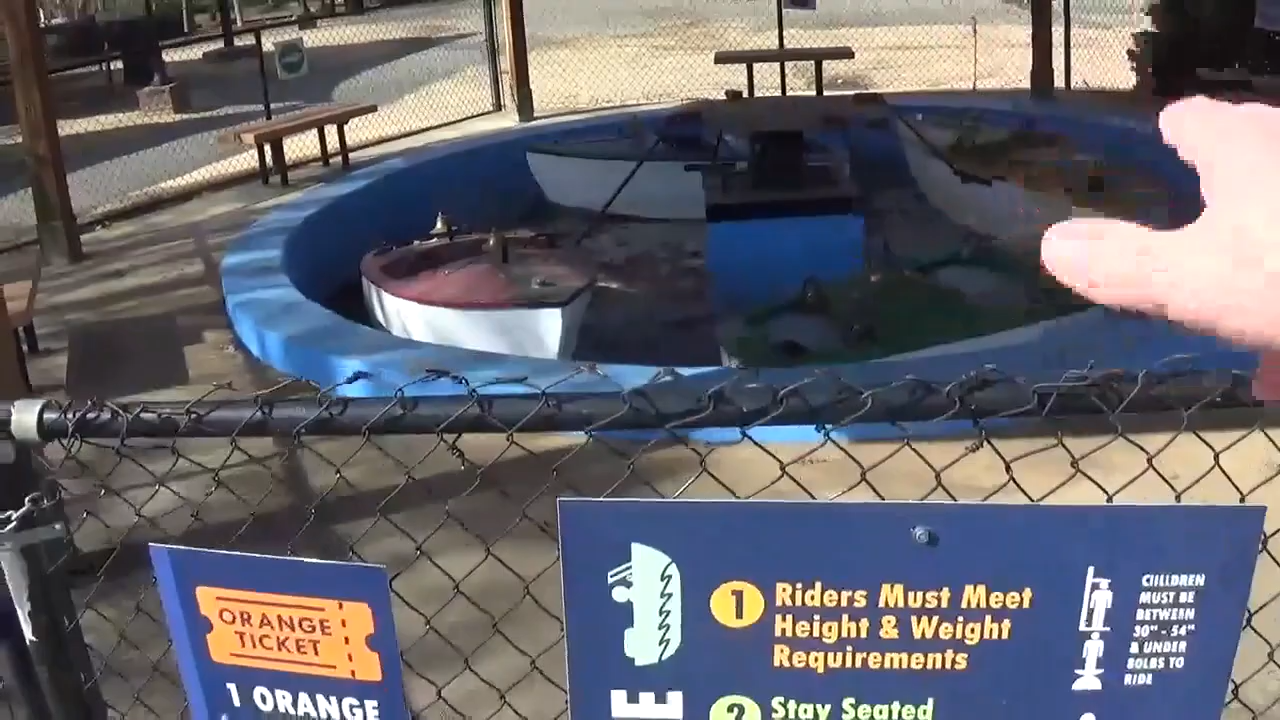 ORANGE
TICKET
1 ORANGE
1
Riders Must Meet
Height & Weight
Requirements
2
Stay Seated
CHILDREN
MUST BE
BETWEEN
30" - 54"
& UNDER
80LBS TO
RIDE
E